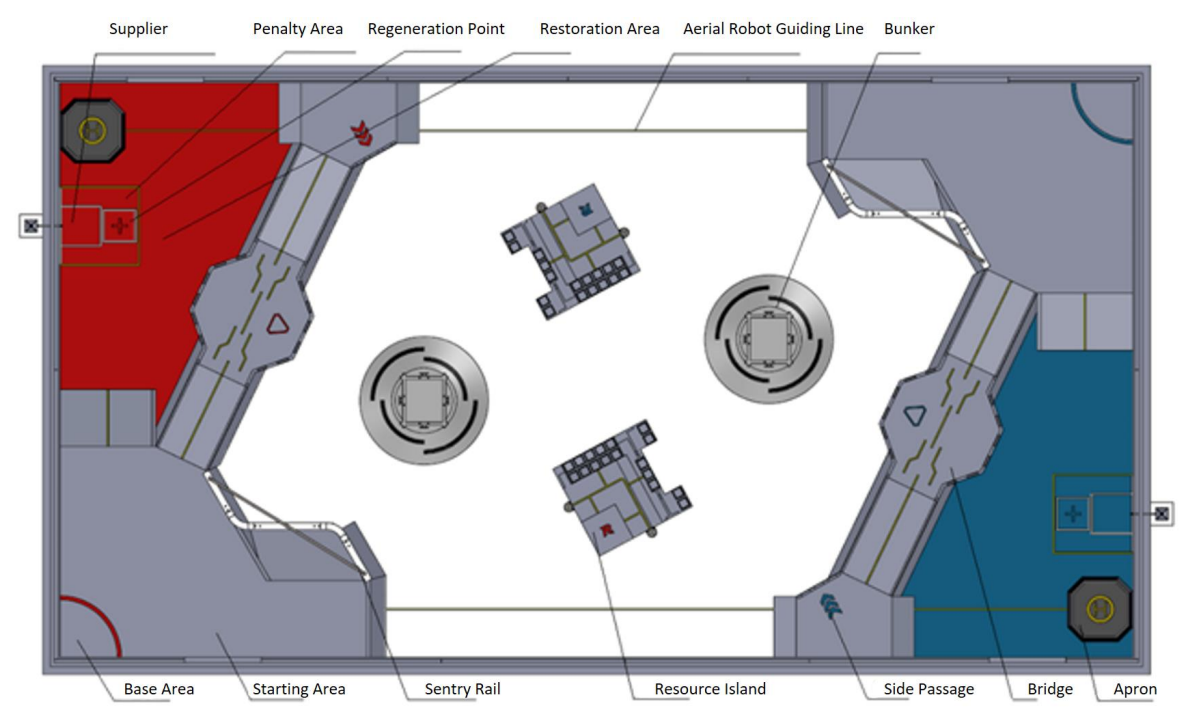 Supplier
Penalty Area
Regeneration Point
Restoration Area
Aerial Robot Guiding Line
Bunker
Base Area
Starting Area
Sentry Rail
Resource Island
Side Passage
Bridge
Apron